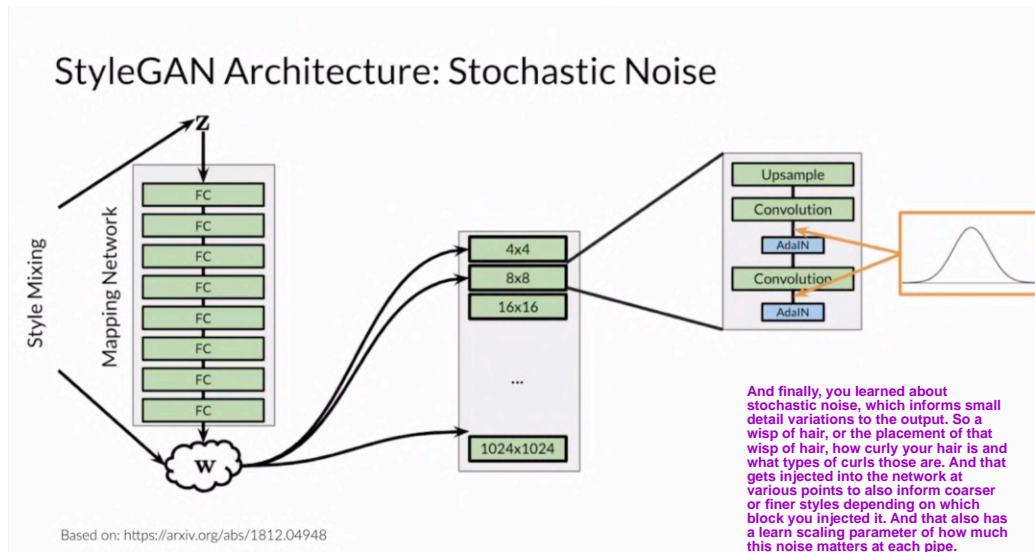 StyleGAN Architecture: Stochastic Noise
z
Style Mixing
Mapping Network
FC
FC
FC
FC
FC
FC
FC
FC
w
4x4
8x8
16x16
...
1024x1024
Upsample
Convolution
AdaIN
Convolution
AdaIN
And finally, you learned about
stochastic noise, which informs small
detail variations to the output. So a
wisp of hair, or the placement of that
wisp of hair, how curly your hair is and
what types of curls those are. And that
gets injected into the network at
various points to also inform coarser
or finer styles depending on which
block you injected it. And that also has
a learn scaling parameter of how much
this noise matters at each pipe.
Based on: https://arxiv.org/abs/1812.04948